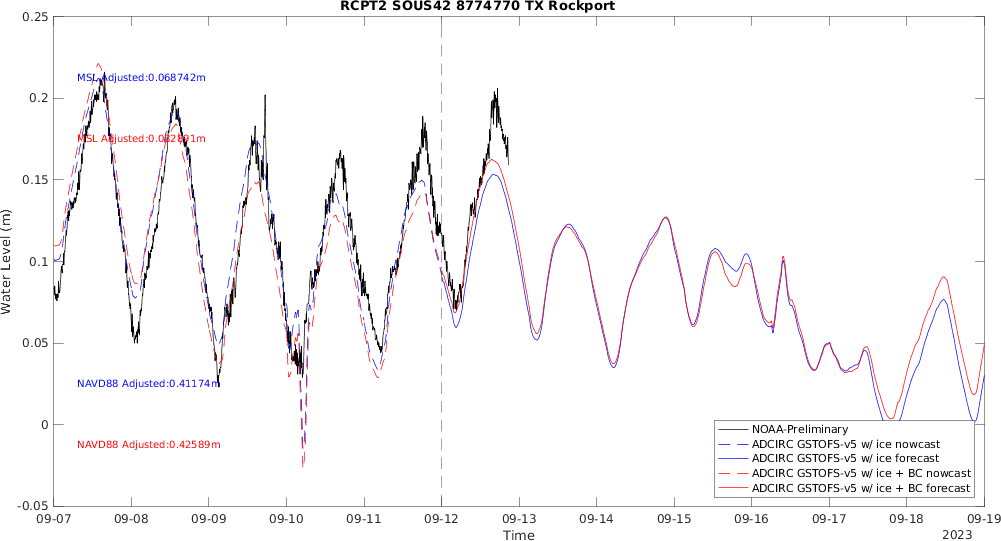 RCPT2 SOUS42 8774770 TX Rockport
0.25
0.2
0.15
0.1
0.05
0
-0.05
Water Level (m)
MSL Adjusted:0.068742m
MSL Adjusted:0.082891m
NAVD88 Adjusted:0.41174m
NAVD88 Adjusted:0.42589m
NOAA-Preliminary
ADCIRC GSTOFS-v5 w/ ice nowcast
ADCIRC GSTOFS-v5 w/ ice forecast
ADCIRC GSTOFS-v5 w/ ice + BC nowcast
ADCIRC GSTOFS-v5 w/ ice + BC forecast
09-07 09-08 09-09 09-10 09-11 09-12 09-13 09-14 09-15 09-16 09-17 09-18 09-19
Time
2023